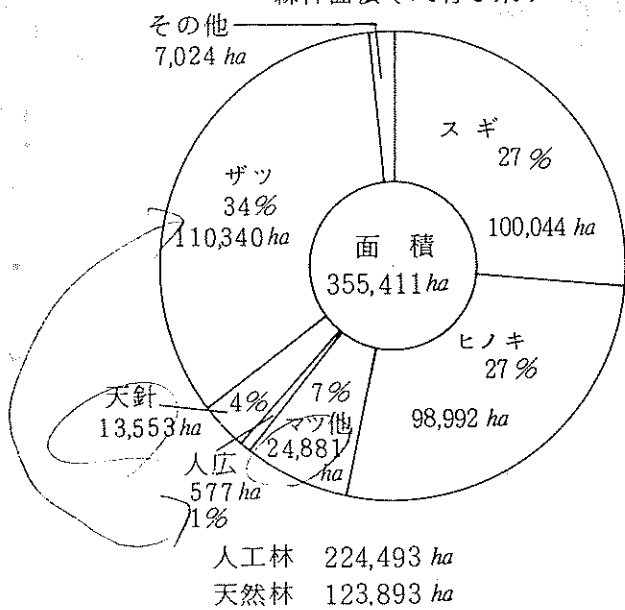 その他
7,024 ha
スギ
27%
100,044 ha
ザツ
34%
110,340 ha
面積
355,411 ha
ヒノキ
27%
98,992 ha
天針
13,553 ha
4%
人広
577 ha
1%
7%
マツ他
24,881
ha
人工林 224,493 ha
天然林 123,893 ha